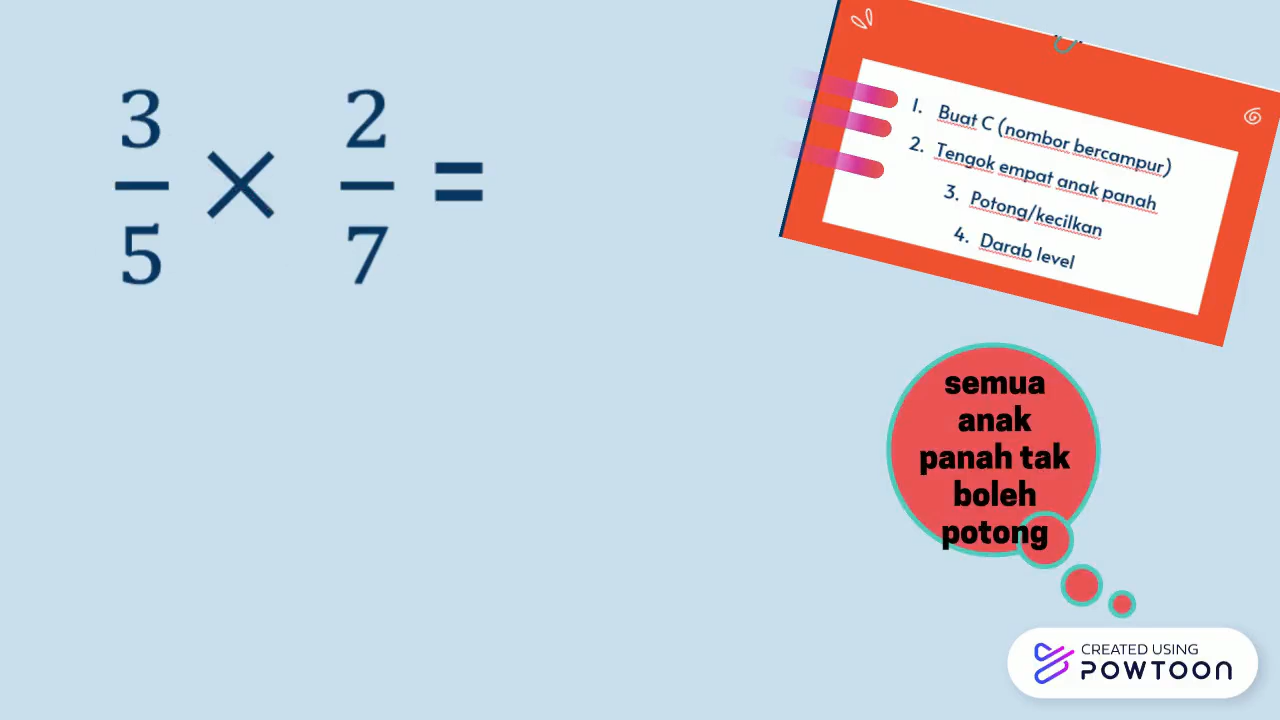 3/5 × 2/7 =
1. Buat C (nombor bercampur)
2. Tengok empat anak panah
3. Potong/kecilkan
4. Darab level
semua
anak
panah tak
boleh
potong
CREATED USING
POWTOON